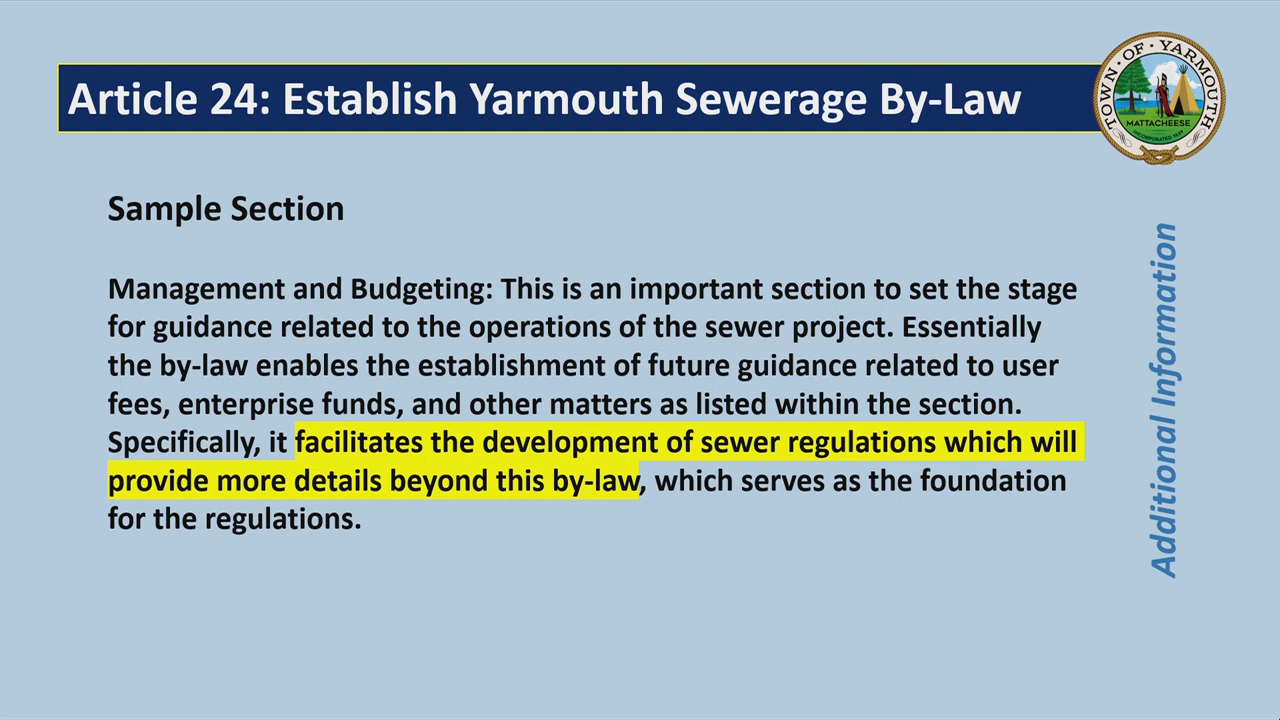 Article 24: Establish Yarmouth Sewerage By-Law
TOWN OF YARMOUTH
MATTACHEESE
INCORPORATED 1639
Sample Section
Management and Budgeting: This is an important section to set the stage
for guidance related to the operations of the sewer project. Essentially
the by-law enables the establishment of future guidance related to user
fees, enterprise funds, and other matters as listed within the section.
Specifically, it facilitates the development of sewer regulations which will
provide more details beyond this by-law, which serves as the foundation
for the regulations.
Additional Information